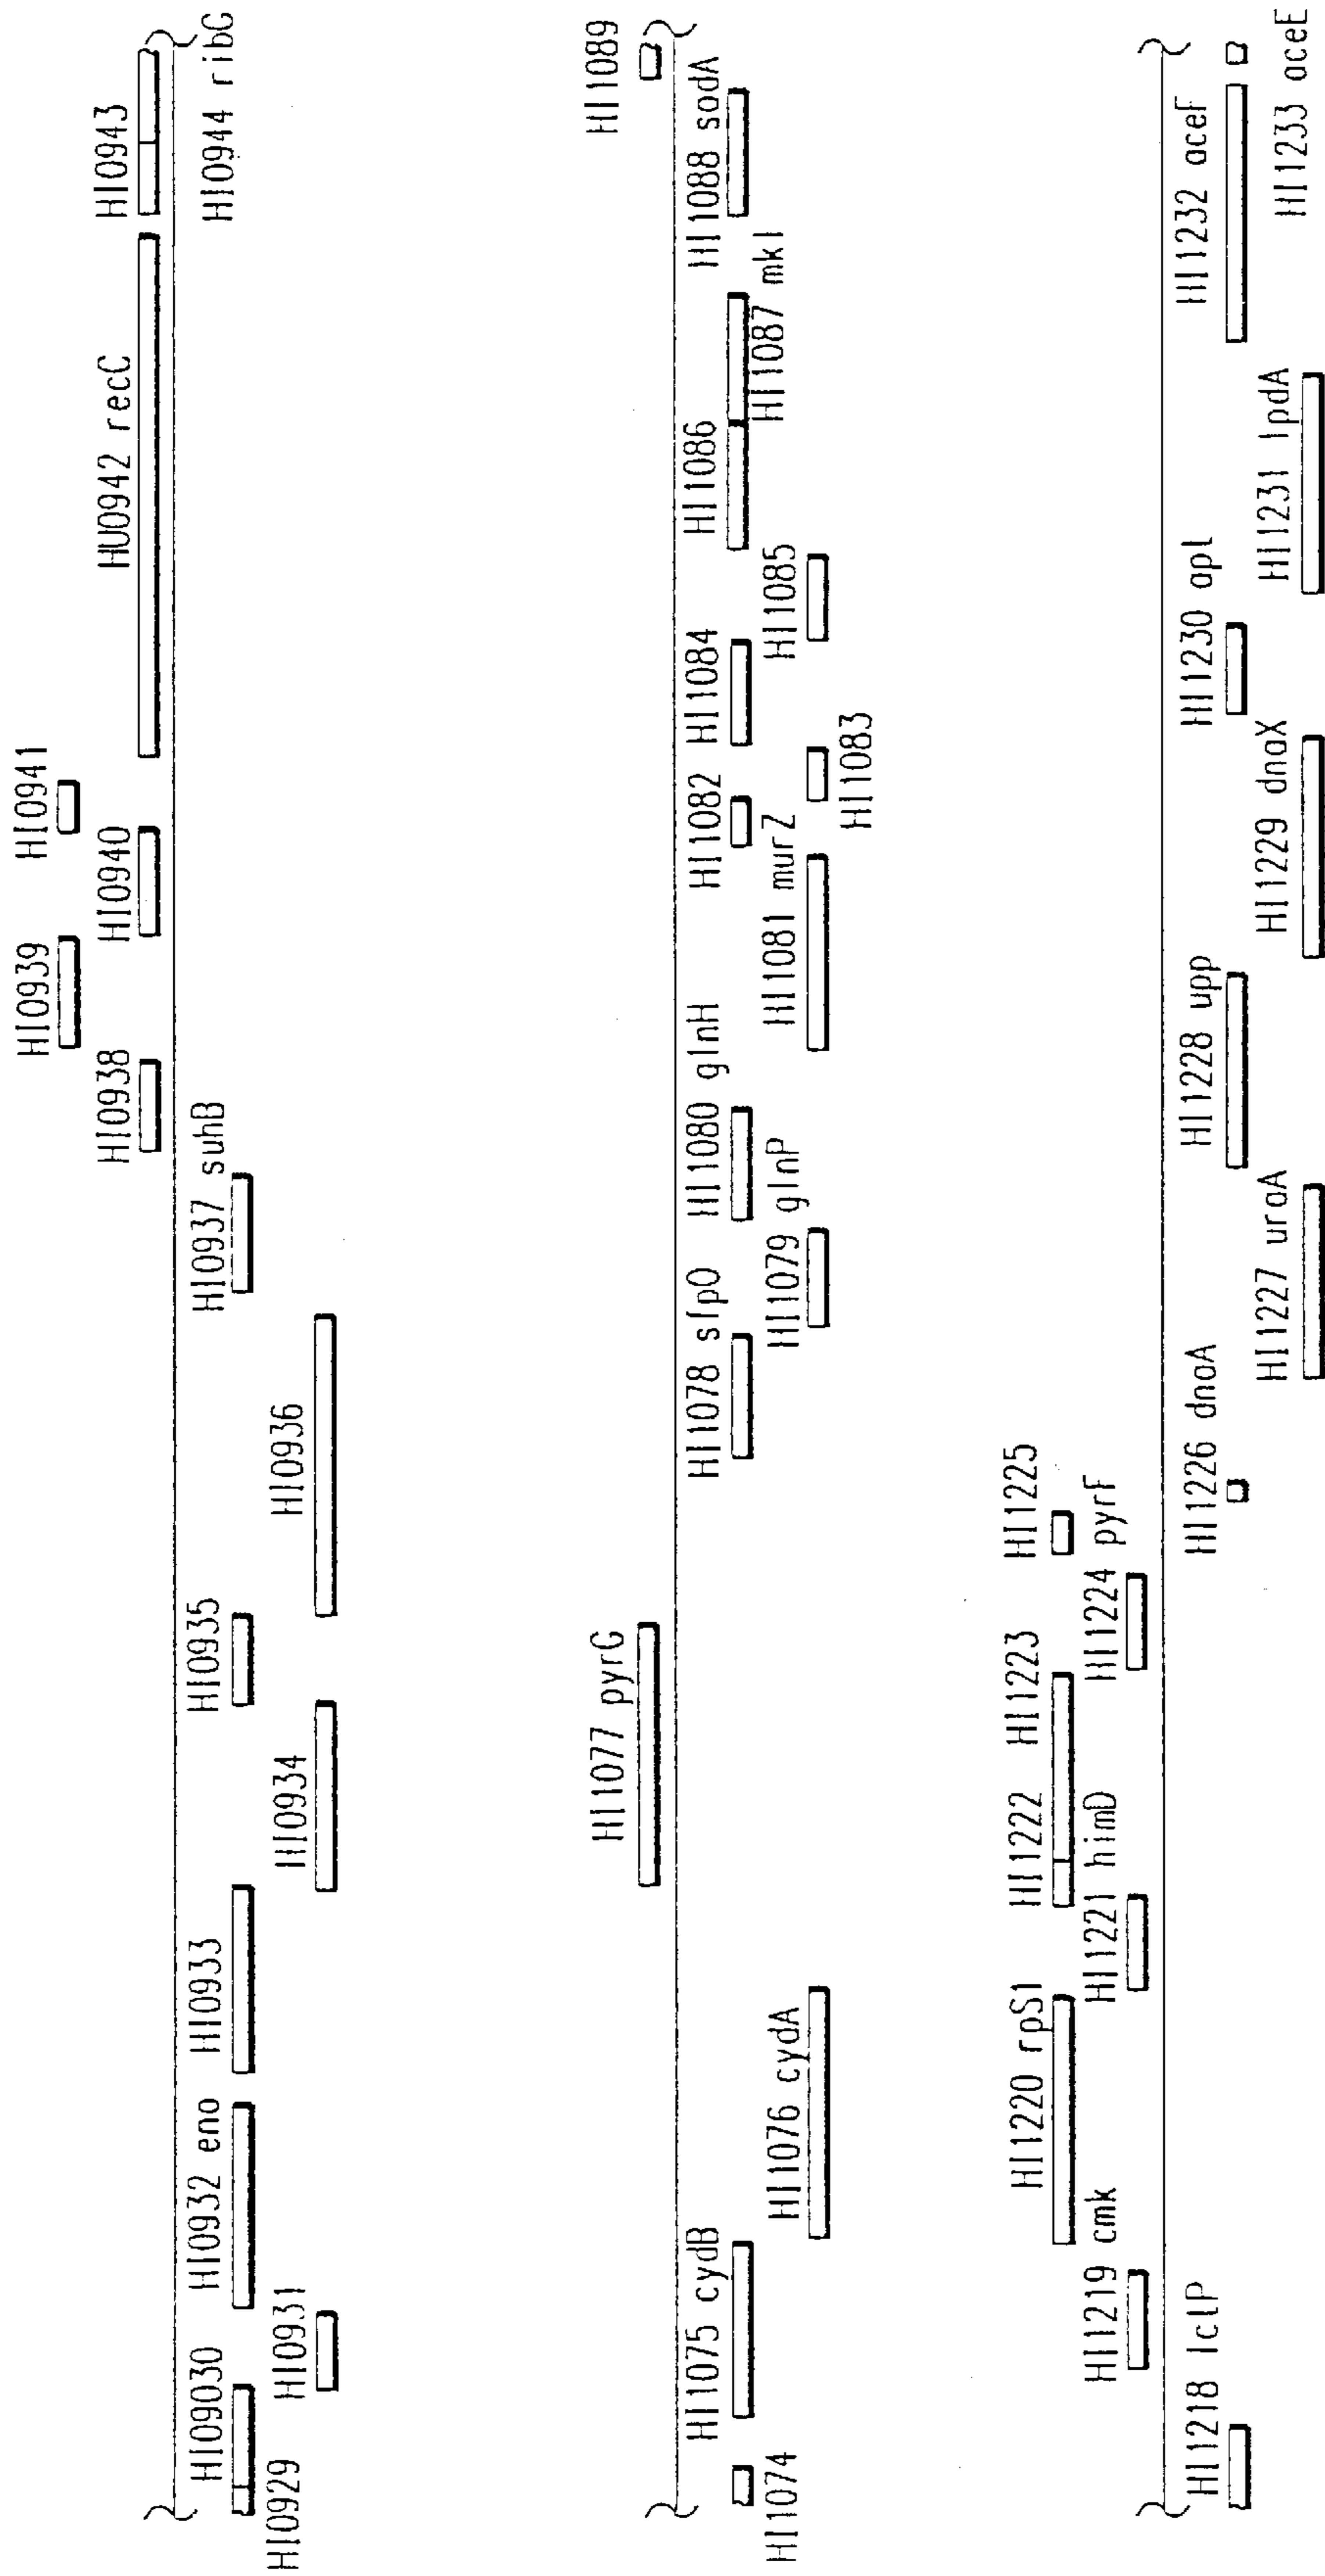 HI0929
HI09030
HI0931
HI0932 eno
HI0933
HI0934
HI0935
HI0936
HI0937 suhB
HI0938
HI0939
HI0940
HI0941
HU0942 recC
HI0943
HI0944 ribG
HI1074
HI1075 cydB
HI1076 cydA
HI1077 pyrG
HI1078 sfpO
HI1079 glnP
HI1080 glnH
HI1081 murZ
HI1082
HI1083
HI1084
HI1085
HI1086
HI1087 mkl
HI1088 sodA
HI1089
HI1218 lctP
HI1219 cmk
HI1220 rpS1
HI1221 himD
HI1222
HI1223
HI1224 pyrF
HI1225
HI1226 dnaA
HI1227 uraA
HI1228 upp
HI1229 dnaX
HI1230 apt
HI1231 lpdA
HI1232 aceF
HI1233 aceE